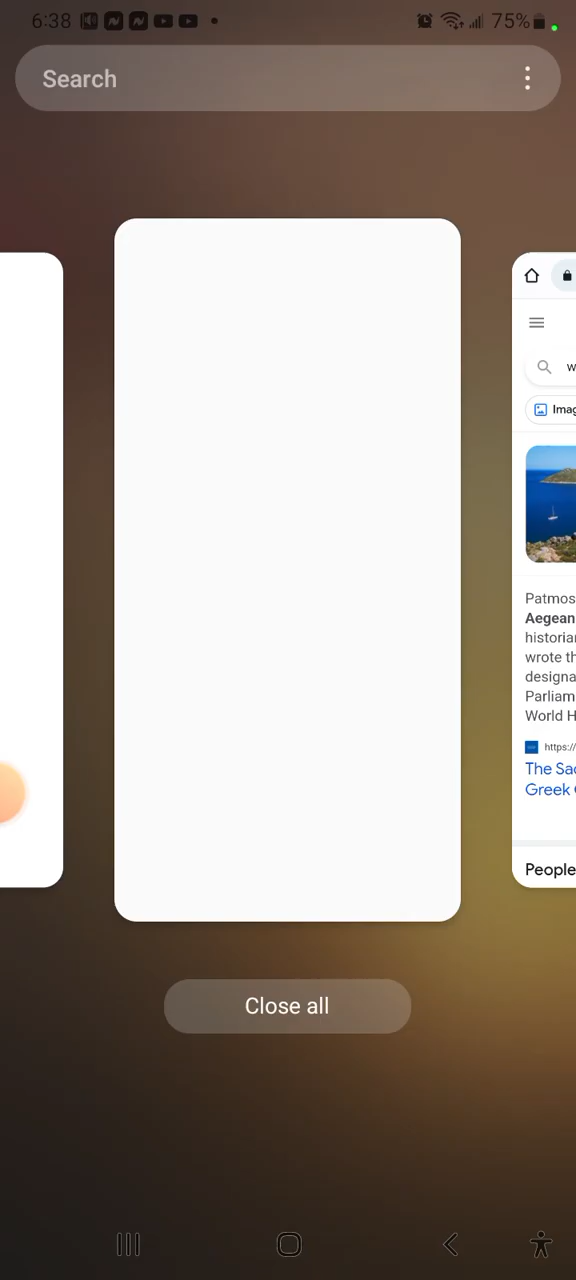 6:38
75%
Search
w
Imag
Patmos
Aegean
historian
wrote th
designa
Parliam
World H
https://
The Sac
Greek
People
Close all